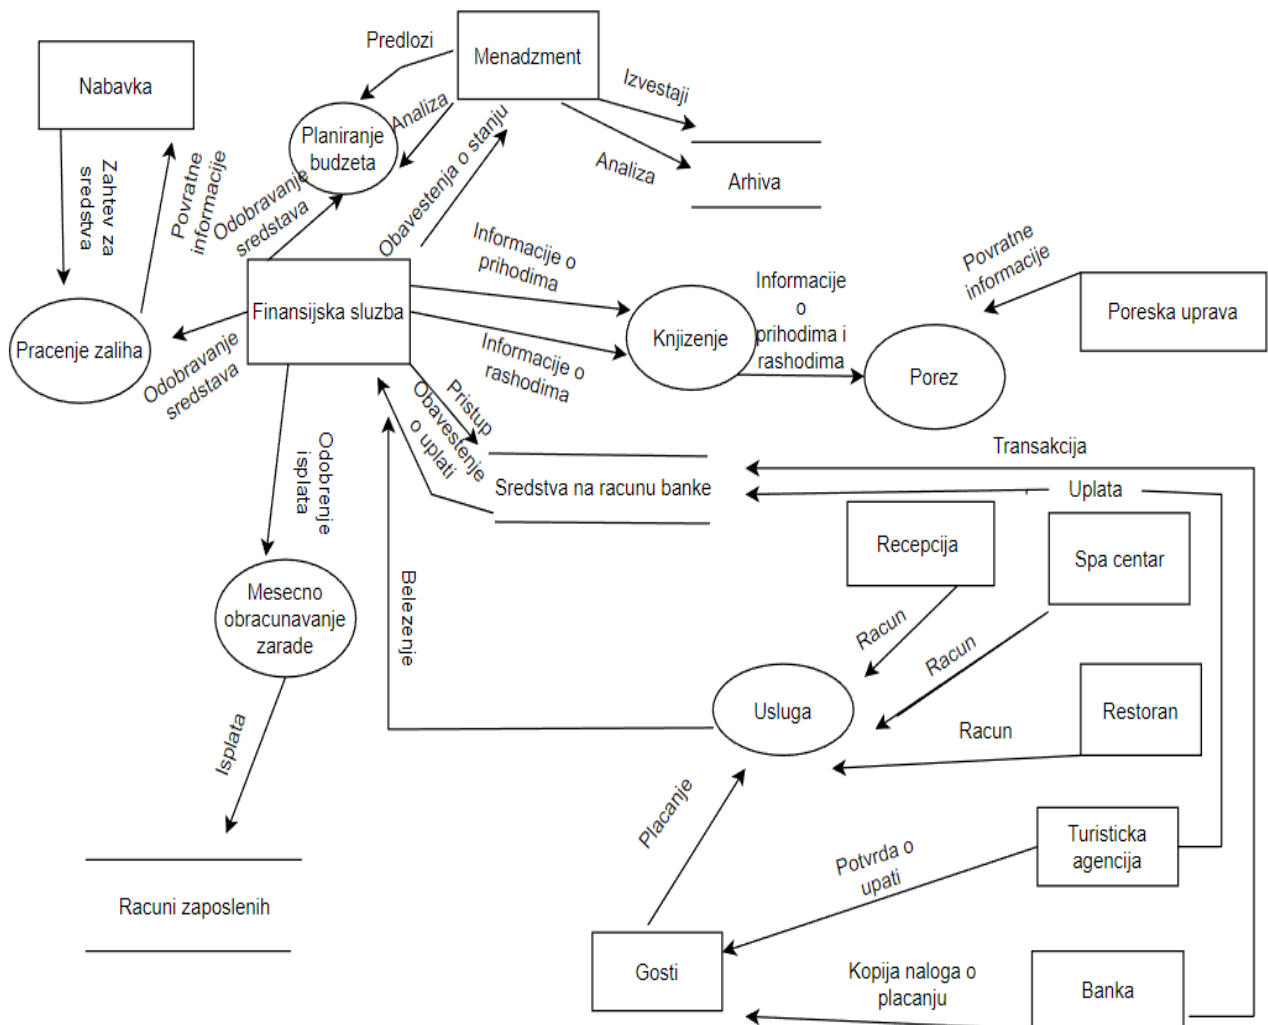 Predlozi
Menadzment
Nabavka
Izvestaji
Analiza
Planiranje
budzeta
Obavestenja o stanju
Analiza
Arhiva
Zahtev za
sredstva
Povratne
informacije
Odobravanje
sredstava
Informacije o
prihodima
Povratne
informacije
Informacije
o
prihodima i
rashodima
Poreska uprava
Finansijska sluzba
Pracenje zaliha
Knjizenje
Porez
Odobravanje
sredstava
Informacije o
rashodima
Pristup
Obavestenje
o uplati
Odobrenje
isplata
Transakcija
Sredstva na racunu banke
Uplata
Recepcija
Spa centar
Mesecno
obracunavanje
zarade
Belezenje
Racun
Racun
Usluga
Restoran
Racun
Isplata
Placanje
Turisticka
agencija
Potvrda o
upati
Racuni zaposlenih
Gosti
Kopija naloga o
placanju
Banka